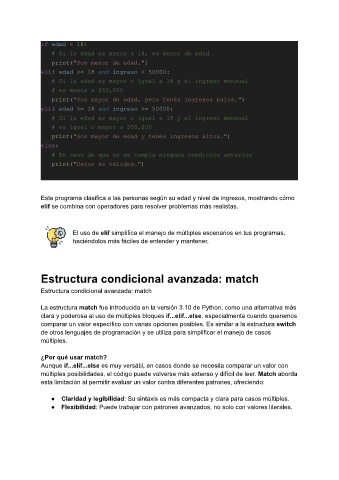 if edad < 18:
# Si la edad es menor a 18, es menor de edad
print("Sos menor de edad.")
elif edad >= 18 and ingreso < 50000:
# Si la edad es mayor o igual a 18 y el ingreso mensual
# es menor a $50,000
print("Sos mayor de edad, pero tenés ingresos bajos.")
elif edad >= 18 and ingreso >= 50000:
# Si la edad es mayor o igual a 18 y el ingreso mensual
# es igual o mayor a $50,000
print("Sos mayor de edad y tenés ingresos altos.")
else:
# En caso de que no se cumpla ninguna condición anterior
print("Datos no válidos.")
Este programa clasifica a las personas según su edad y nivel de ingresos, mostrando cómo
elif se combina con operadores para resolver problemas más realistas.
El uso de elif simplifica el manejo de múltiples escenarios en tus programas,
haciéndolos más fáciles de entender y mantener.
Estructura condicional avanzada: match
Estructura condicional avanzada: match
La estructura match fue introducida en la versión 3.10 de Python, como una alternativa más
clara y poderosa al uso de múltiples bloques if...elif...else, especialmente cuando queremos
comparar un valor específico con varias opciones posibles. Es similar a la estructura switch
de otros lenguajes de programación y se utiliza para simplificar el manejo de casos
múltiples.
¿Por qué usar match?
Aunque if...elif...else es muy versátil, en casos donde se necesita comparar un valor con
múltiples posibilidades, el código puede volverse más extenso y difícil de leer. Match aborda
esta limitación al permitir evaluar un valor contra diferentes patrones, ofreciendo:
● Claridad y legibilidad: Su sintaxis es más compacta y clara para casos múltiples.
● Flexibilidad: Puede trabajar con patrones avanzados, no solo con valores literales.